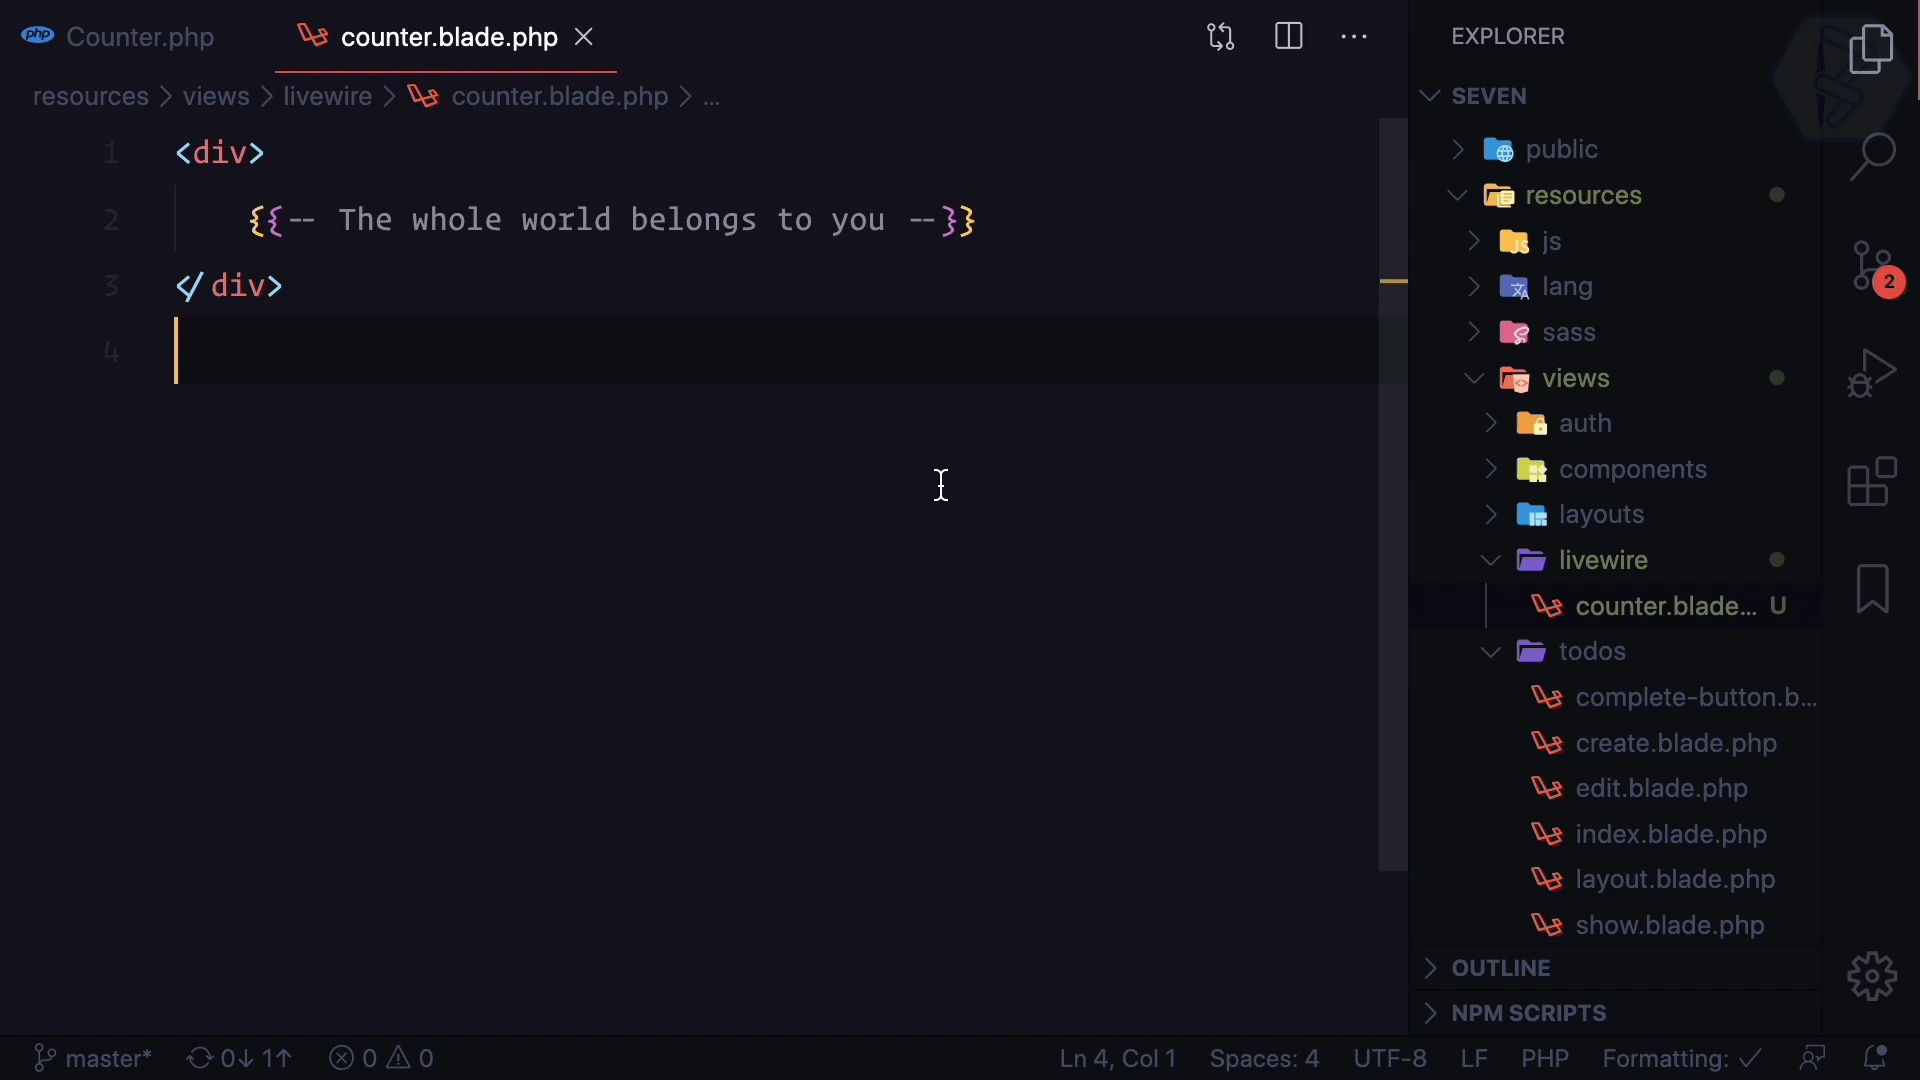 php Counter.php
counter.blade.php
resources > views > livewire > counter.blade.php > ...
1 <div>
2 {{-- The whole world belongs to you --}}
3 </div>
4
EXPLORER
SEVEN
public
resources
js
lang
sass
views
auth
components
layouts
livewire
counter.blade... U
todos
complete-button.b...
create.blade.php
edit.blade.php
index.blade.php
layout.blade.php
show.blade.php
OUTLINE
NPM SCRIPTS
2
master* 0↓ 1↑ 0 0 Ln 4, Col 1 Spaces: 4 UTF-8 LF PHP Formatting: ✓